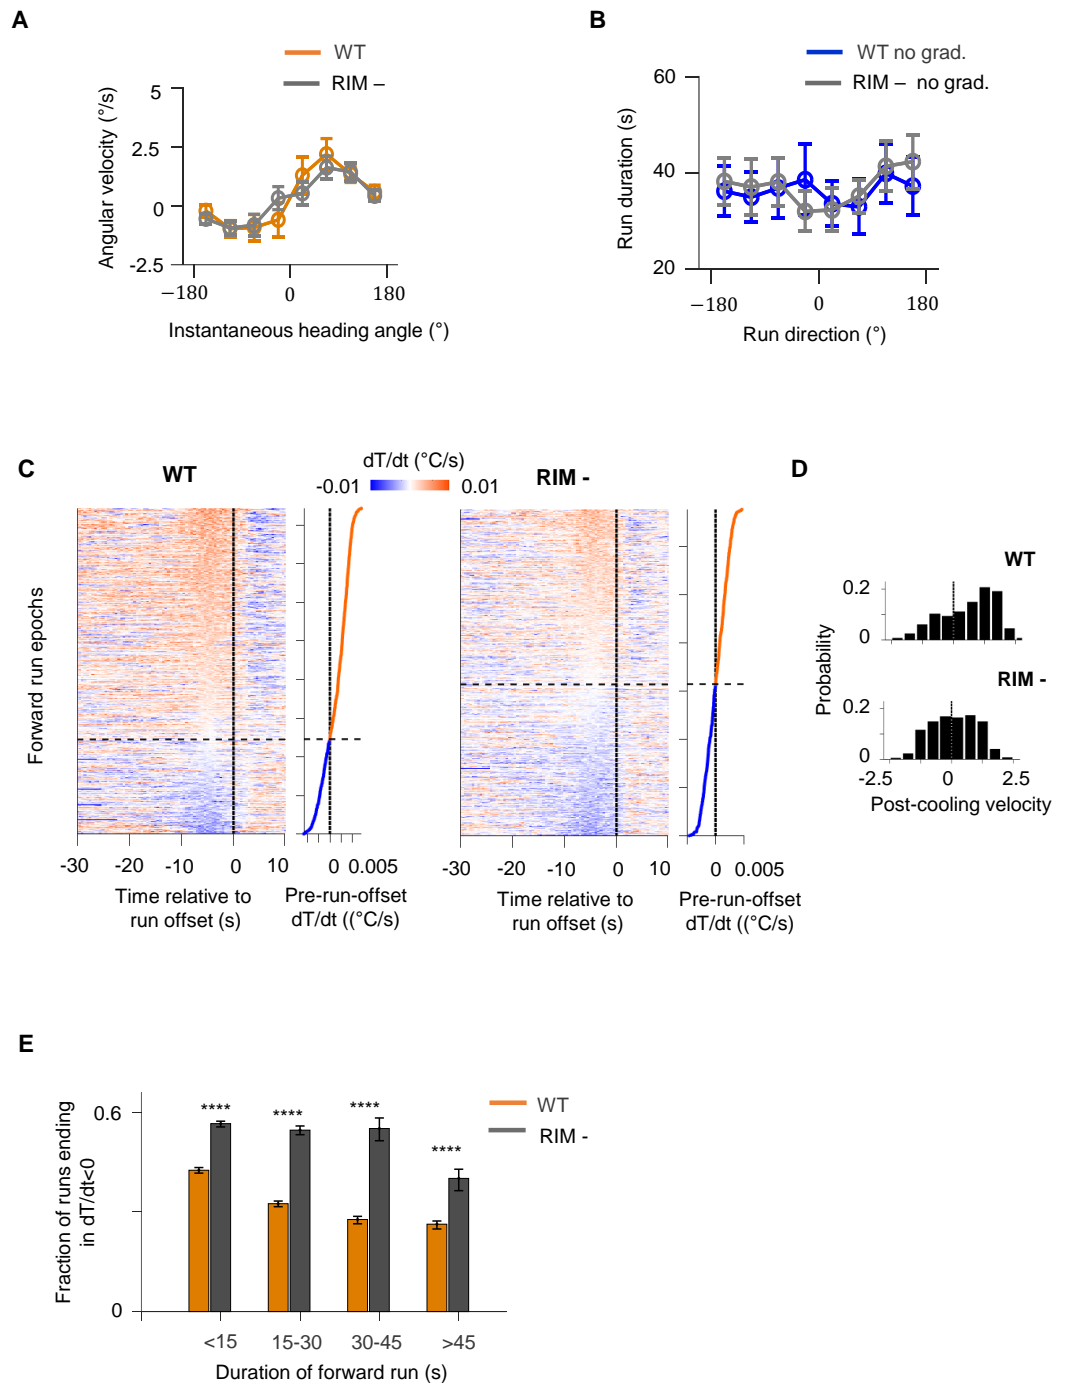 A
WT
RIM –
5
2.5
0
-2.5
Angular velocity (°/s)
−180
0
180
Instantaneous heading angle (°)
B
WT no grad.
RIM – no grad.
60
40
20
Run duration (s)
−180
0
180
Run direction (°)
C
WT
dT/dt (°C/s)
-0.01
0.01
RIM -
Forward run epochs
-30
-20
-10
0
10
Time relative to
run offset (s)
0
0.005
Pre-run-offset
dT/dt ((°C/s)
-30
-20
-10
0
10
Time relative to
run offset (s)
0
0.005
Pre-run-offset
dT/dt ((°C/s)
D
WT
0.2
0
RIM -
0.2
0
Probability
-2.5
0
2.5
Post-cooling velocity
E
WT
RIM -
0.6
0
Fraction of runs ending
in dT/dt<0
****
****
****
****
<15
15-30
30-45
>45
Duration of forward run (s)